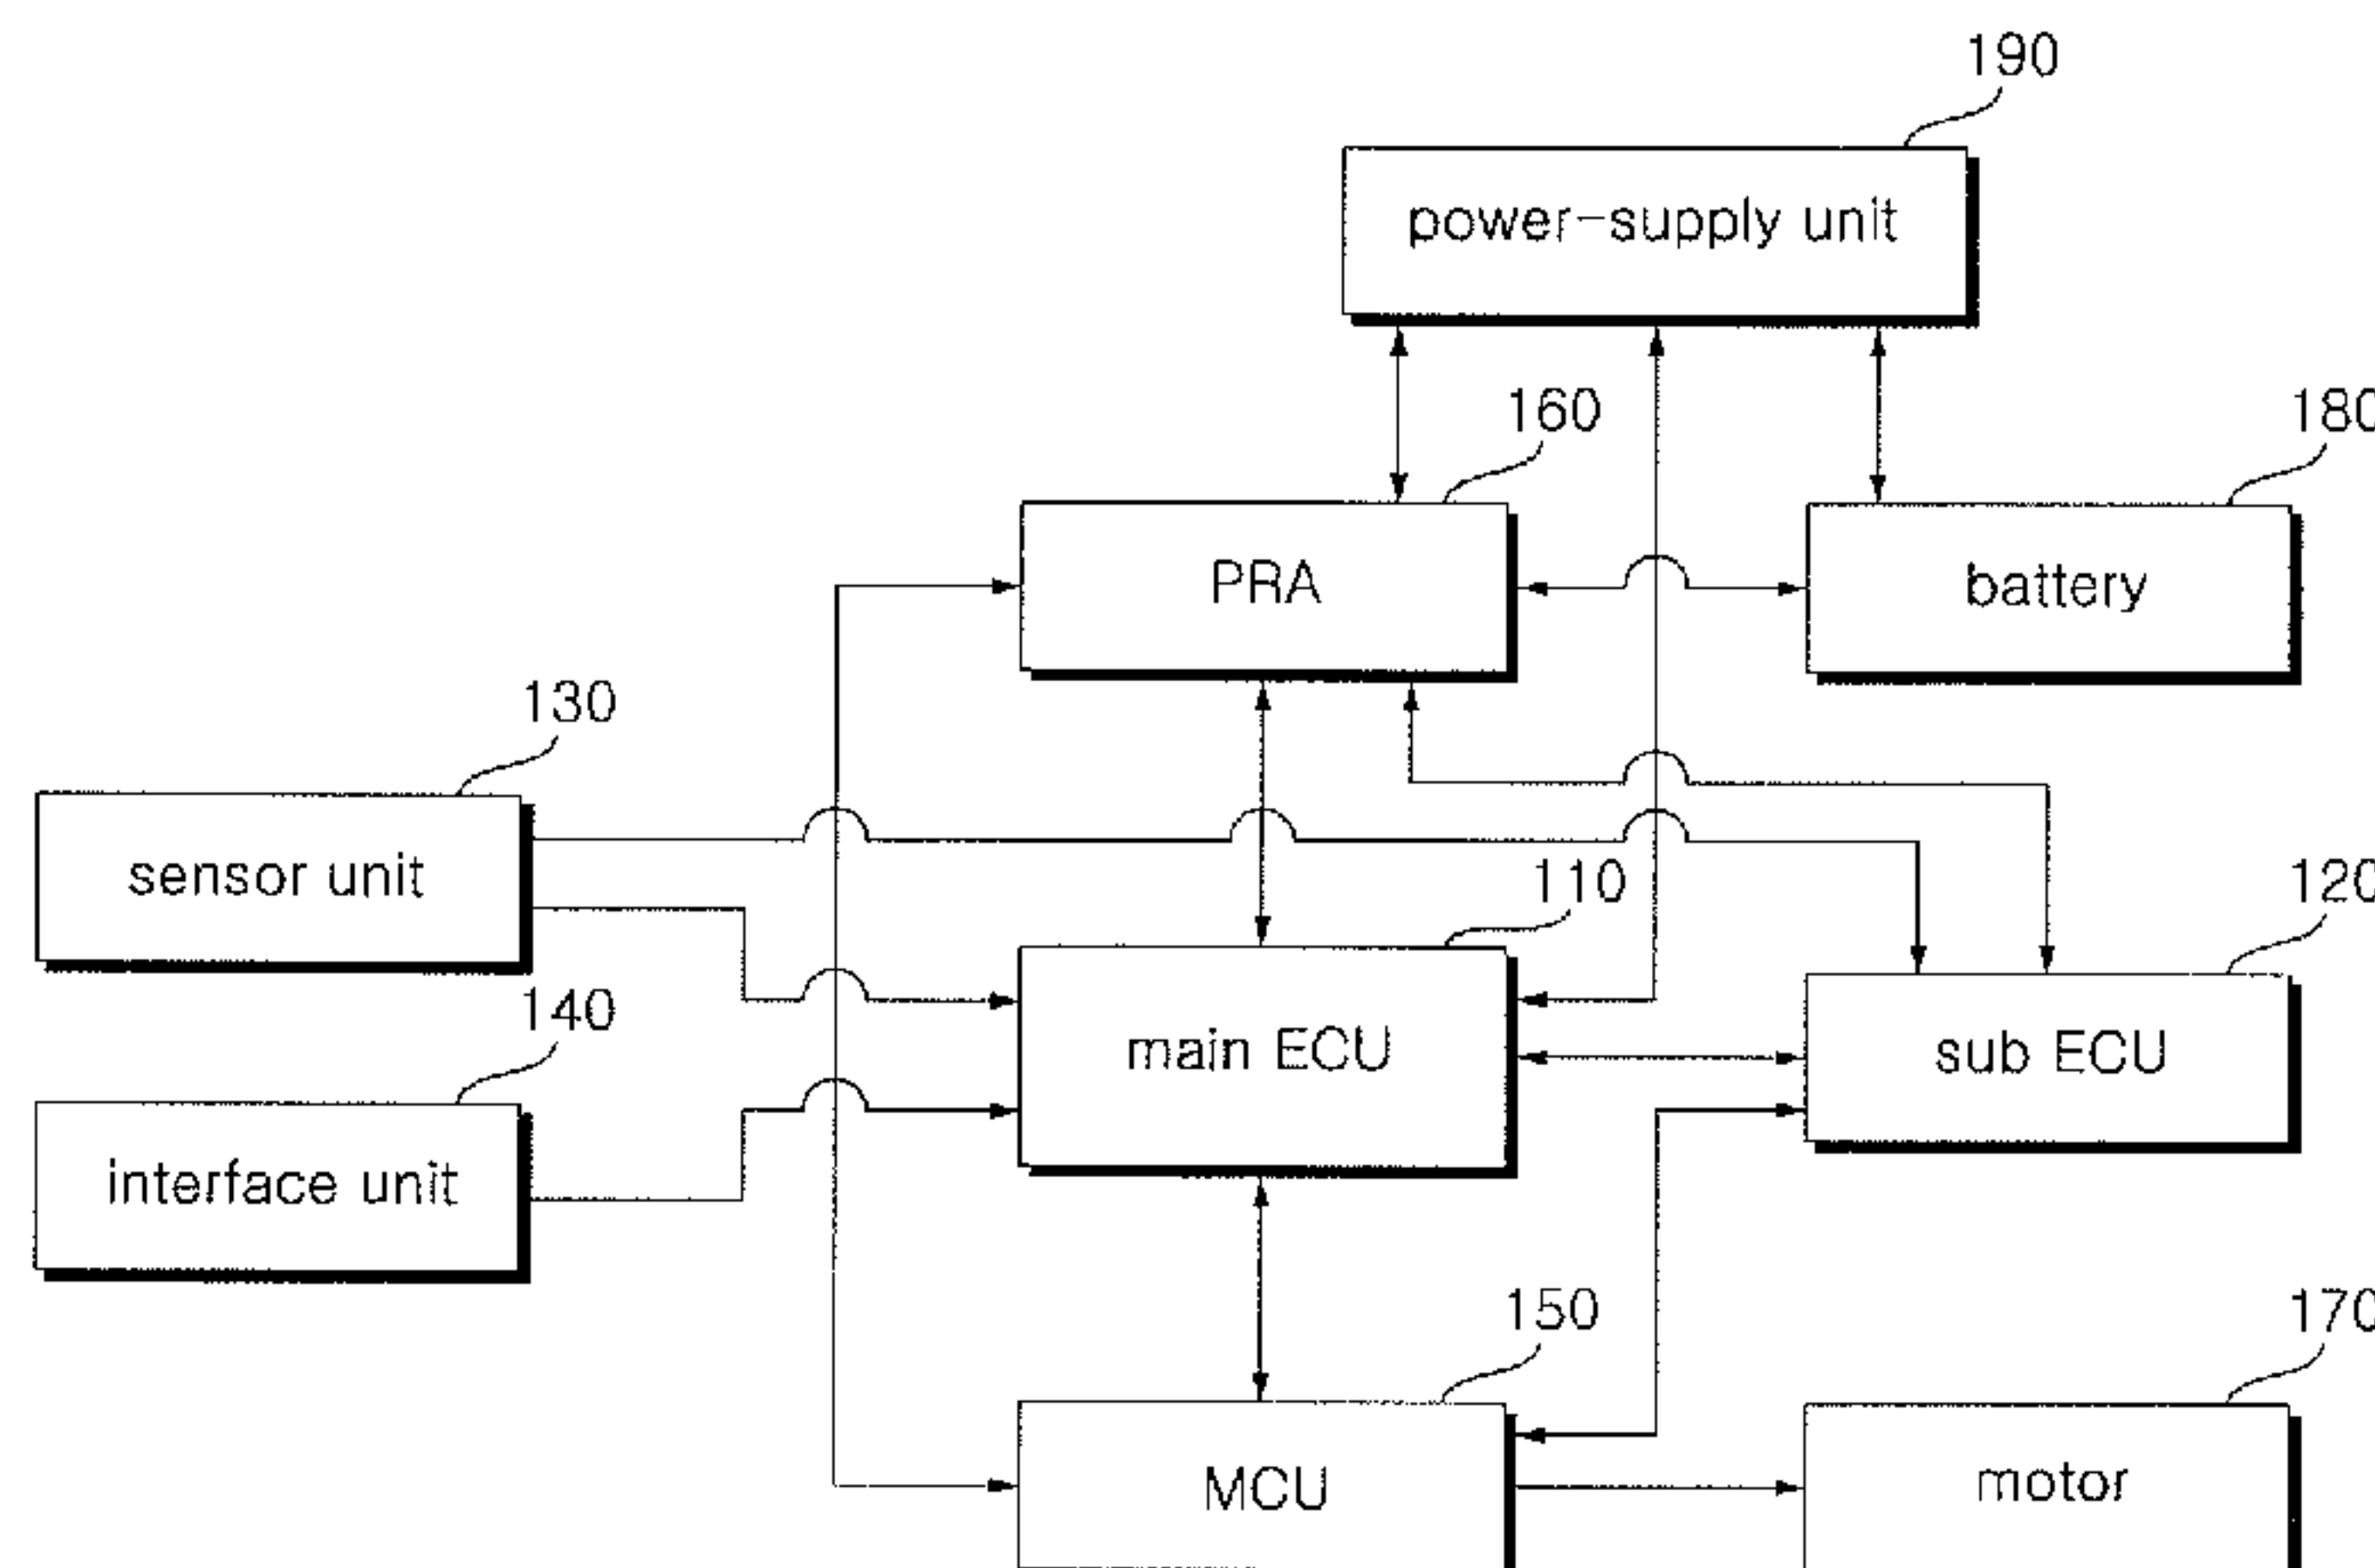 190
power-supply unit
160
180
PRA
battery
130
sensor unit
110
120
main ECU
sub ECU
140
interface unit
150
170
MCU
motor